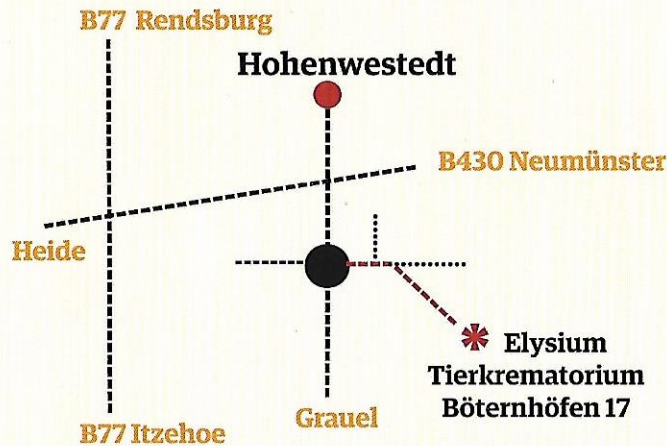 B77 Rendsburg
Hohenwestedt
B430 Neumünster
Heide
Elysium
Tierkrematorium
Böternhöfen 17
Grauel
B77 Itzehoe